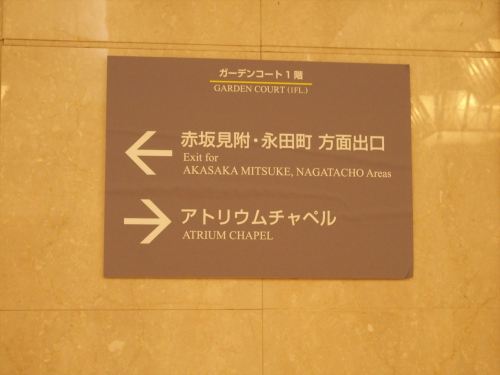 ガーデンコート1階
GARDEN COURT (1FL.)
赤坂見附・永田町 方面出口
Exit for
AKASAKA MITSUKE, NAGATACHO Areas
アトリウムチャペル
ATRIUM CHAPEL